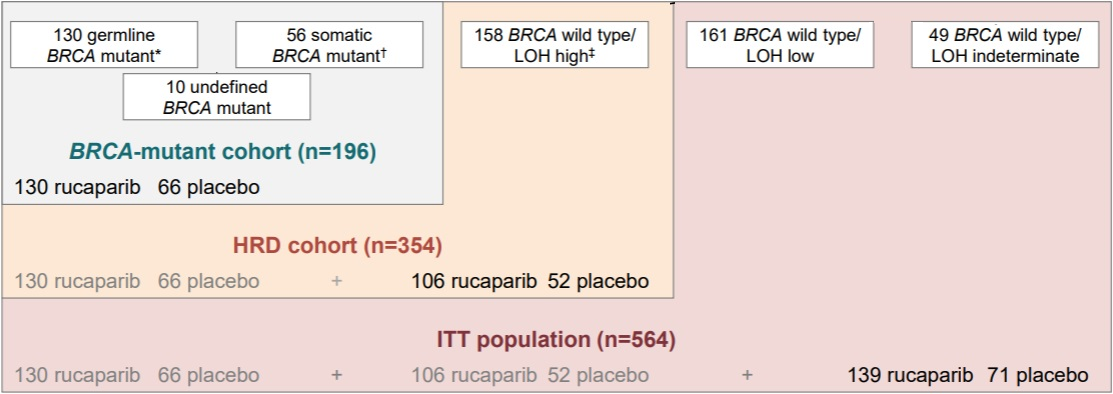 130 germline
BRCA mutant*
56 somatic
BRCA mutant†
158 BRCA wild type/
LOH high‡
161 BRCA wild type/
LOH low
49 BRCA wild type/
LOH indeterminate
10 undefined
BRCA mutant
BRCA-mutant cohort (n=196)
130 rucaparib 66 placebo
HRD cohort (n=354)
130 rucaparib 66 placebo + 106 rucaparib 52 placebo
ITT population (n=564)
130 rucaparib 66 placebo + 106 rucaparib 52 placebo + 139 rucaparib 71 placebo